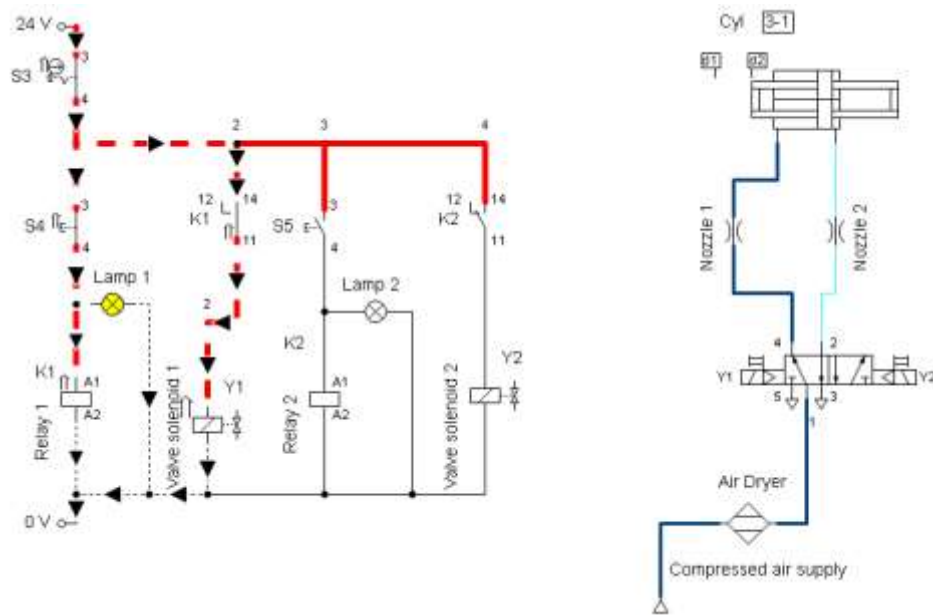 24 V
3
S3
4
2
3
4
3
S4
4
12
14
K1
11
3
S5
4
12
14
K2
11
Lamp 1
2
Lamp 2
K1
A1
A2
Relay 1
Valve solenoid 1
Y1
K2
A1
A2
Relay 2
Valve solenoid 2
Y2
0 V
Cyl
3-1
d1
d2
Nozzle 1
Nozzle 2
4
2
Y1
Y2
5
3
1
Air Dryer
Compressed air supply